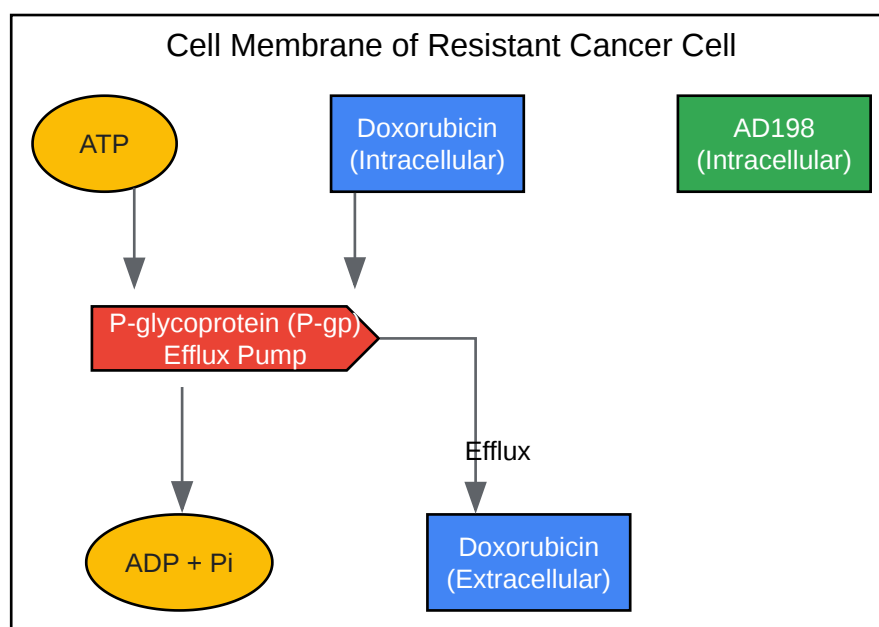 Cell Membrane of Resistant Cancer Cell
ATP
Doxorubicin
(Intracellular)
AD198
(Intracellular)
P-glycoprotein (P-gp)
Efflux Pump
Efflux
ADP + Pi
Doxorubicin
(Extracellular)